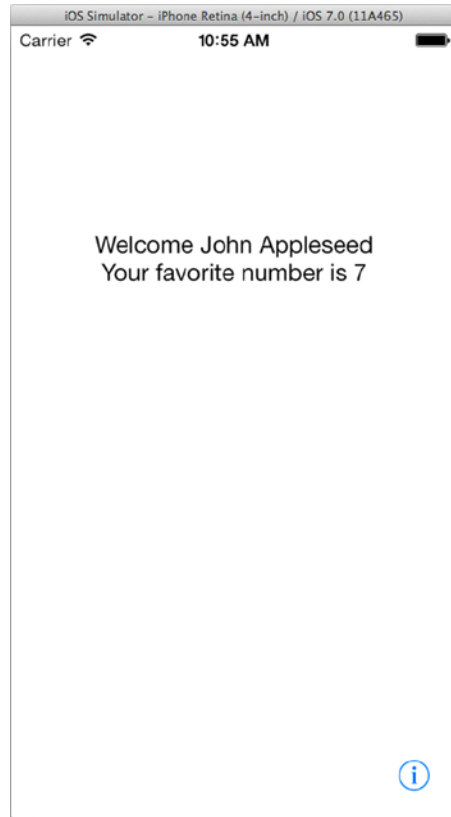 iOS Simulator – iPhone Retina (4-inch) / iOS 7.0 (11A465)
Carrier 10:55 AM
Welcome John Appleseed
Your favorite number is 7
i